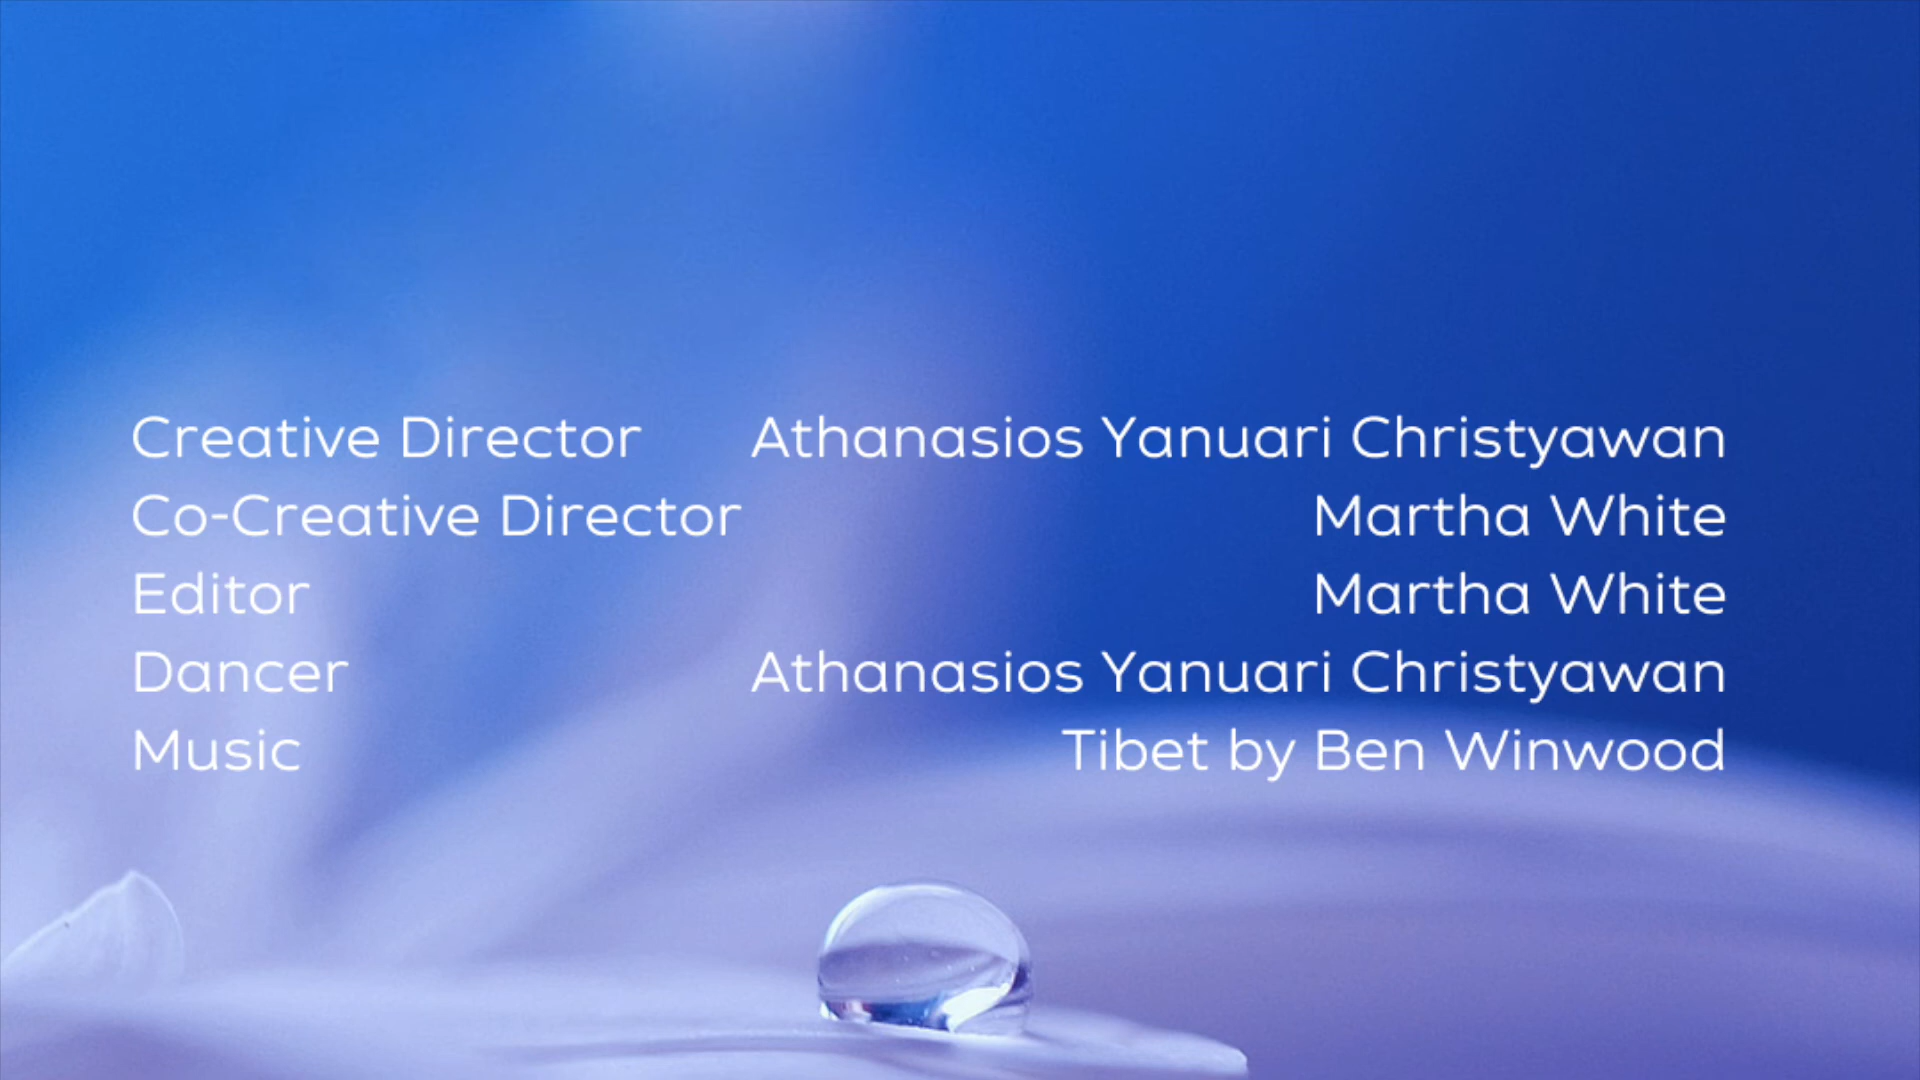 Creative Director Athanasios Yanuari Christyawan
Co-Creative Director Martha White
Editor Martha White
Dancer Athanasios Yanuari Christyawan
Music Tibet by Ben Winwood